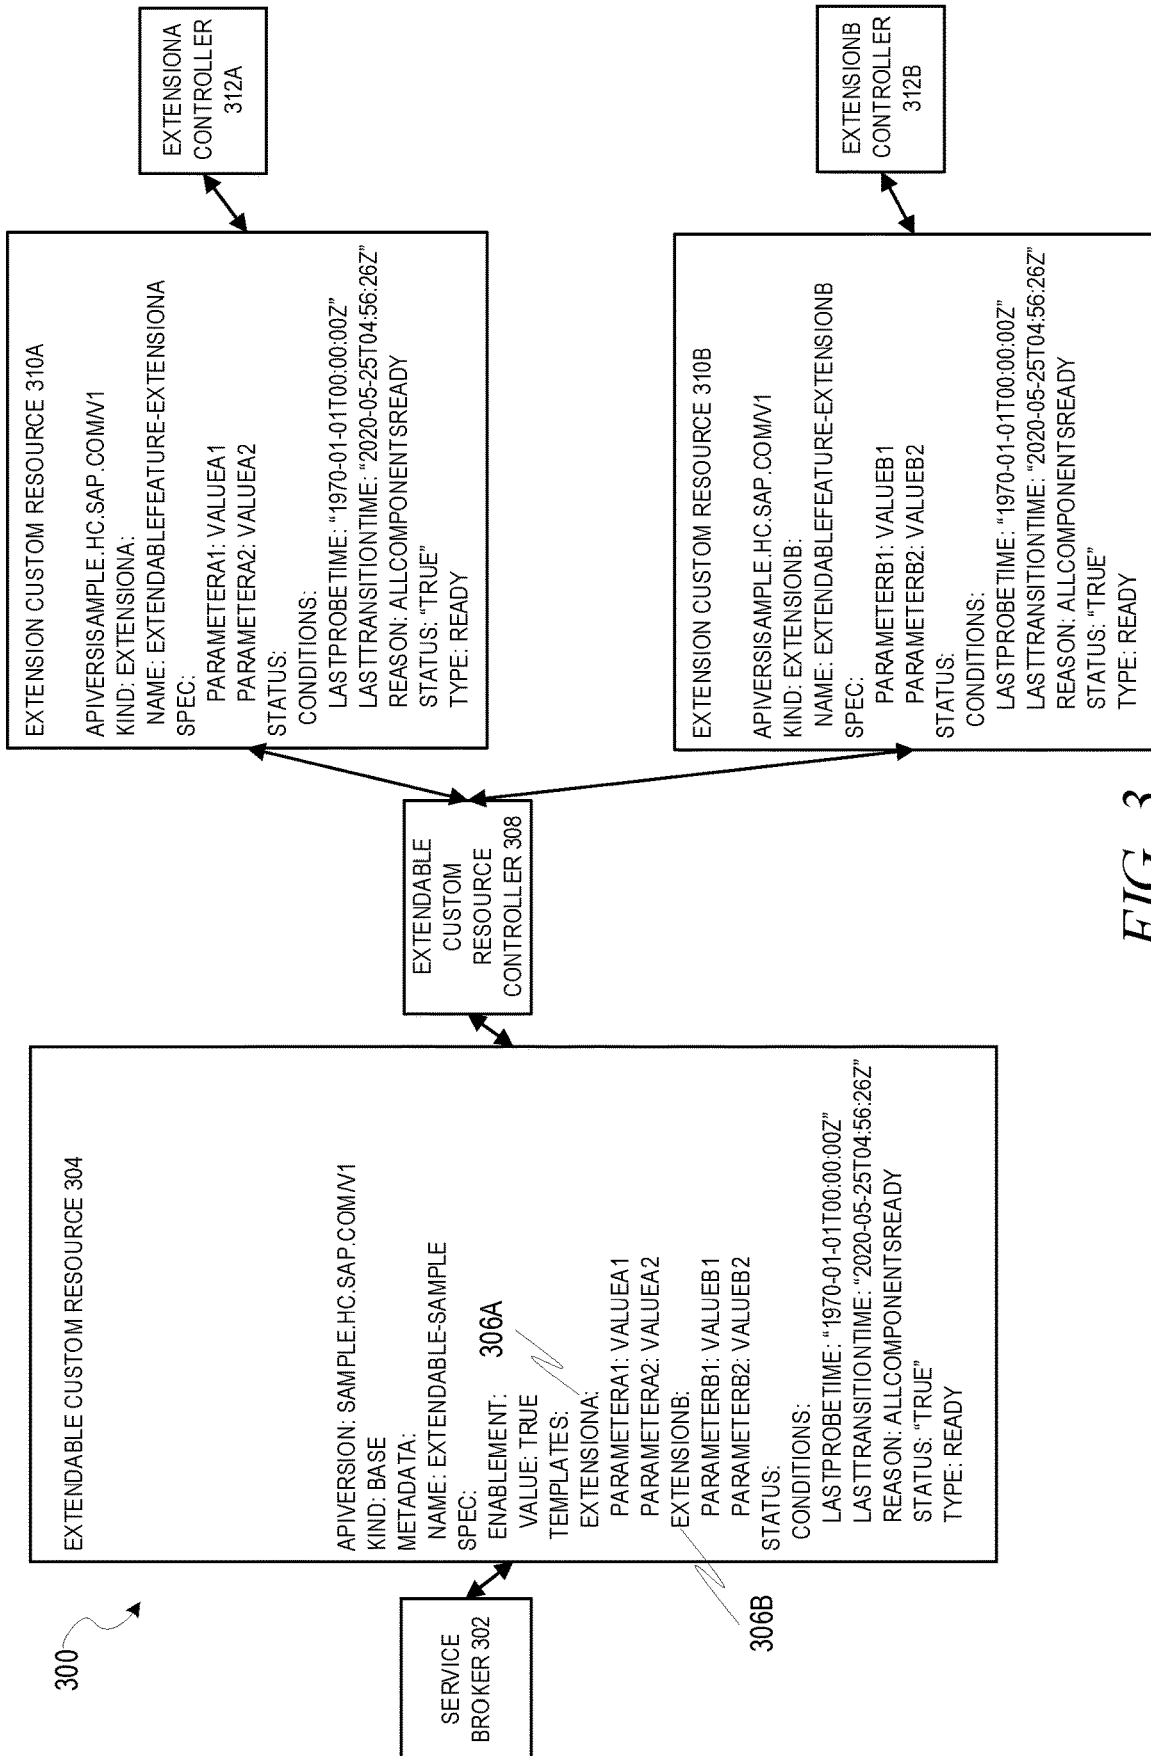 300
SERVICE
BROKER 302
EXTENDABLE CUSTOM RESOURCE 304
APIVERSION: SAMPLE.HC.SAP.COM/V1
KIND: BASE
METADATA:
NAME: EXTENDABLE-SAMPLE
SPEC:
ENABLEMENT:
VALUE: TRUE
TEMPLATES:
EXTENSIONA:
PARAMETERA1: VALUEA1
PARAMETERA2: VALUEA2
EXTENSIONB:
PARAMETERB1: VALUEB1
PARAMETERB2: VALUEB2
STATUS:
CONDITIONS:
LASTPROBETIME: “1970-01-01T00:00:00Z”
LASTTRANSITIONTIME: “2020-05-25T04:56:26Z”
REASON: ALLCOMPONENTSREADY
STATUS: “TRUE”
TYPE: READY
306A
306B
EXTENDABLE
CUSTOM
RESOURCE
CONTROLLER 308
EXTENSION CUSTOM RESOURCE 310A
APIVERSISAMPLE.HC.SAP.COM/V1
KIND: EXTENSIONA:
NAME: EXTENDABLEFEATURE-EXTENSIONA
SPEC:
PARAMETERA1: VALUEA1
PARAMETERA2: VALUEA2
STATUS:
CONDITIONS:
LASTPROBETIME: “1970-01-01T00:00:00Z”
LASTTRANSITIONTIME: “2020-05-25T04:56:26Z”
REASON: ALLCOMPONENTSREADY
STATUS: “TRUE”
TYPE: READY
EXTENSIONA
CONTROLLER
312A
EXTENSION CUSTOM RESOURCE 310B
APIVERSISAMPLE.HC.SAP.COM/V1
KIND: EXTENSIONB:
NAME: EXTENDABLEFEATURE-EXTENSIONB
SPEC:
PARAMETERB1: VALUEB1
PARAMETERB2: VALUEB2
STATUS:
CONDITIONS:
LASTPROBETIME: “1970-01-01T00:00:00Z”
LASTTRANSITIONTIME: “2020-05-25T04:56:26Z”
REASON: ALLCOMPONENTSREADY
STATUS: “TRUE”
TYPE: READY
EXTENSIONB
CONTROLLER
312B
FIG. 3